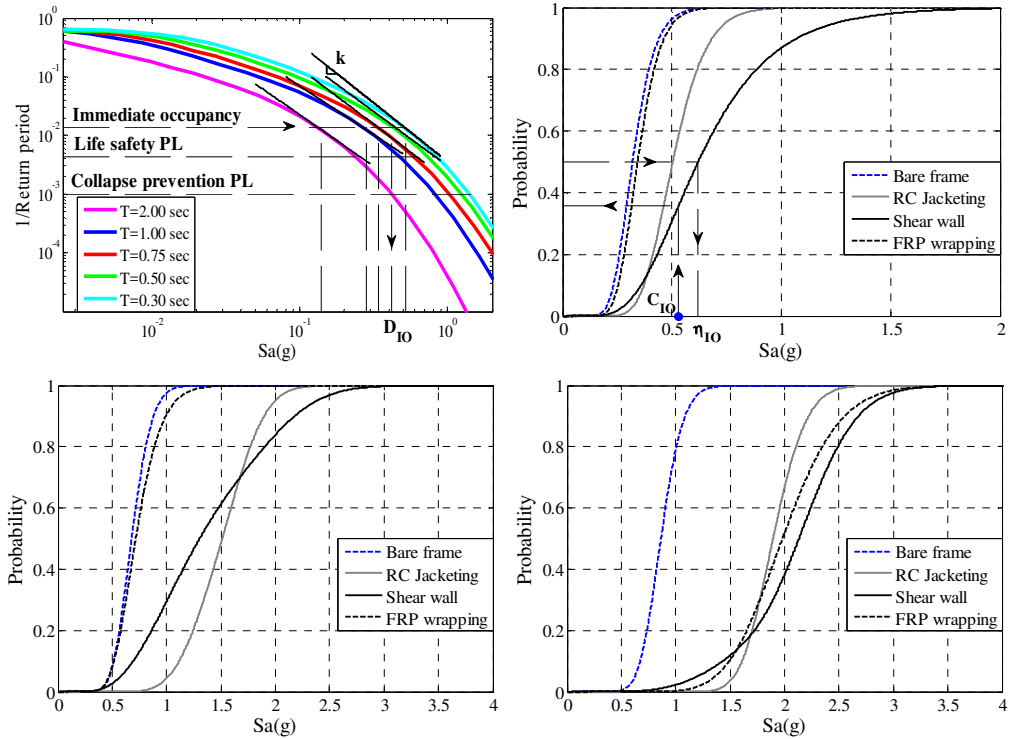 10^0
10^-1
10^-2
10^-3
10^-4
1/Return period
k
Immediate occupancy
Life safety PL
Collapse prevention PL
T=2.00 sec
T=1.00 sec
T=0.75 sec
T=0.50 sec
T=0.30 sec
10^-2
10^-1
10^0
D_IO
Sa(g)
1
0.8
0.6
0.4
0.2
0
Probability
Bare frame
RC Jacketing
Shear wall
FRP wrapping
C_IO
η_IO
0
0.5
1
1.5
2
Sa(g)
1
0.8
0.6
0.4
0.2
0
Probability
Bare frame
RC Jacketing
Shear wall
FRP wrapping
0
0.5
1
1.5
2
2.5
3
3.5
4
Sa(g)
1
0.8
0.6
0.4
0.2
0
Probability
Bare frame
RC Jacketing
Shear wall
FRP wrapping
0
0.5
1
1.5
2
2.5
3
3.5
4
Sa(g)